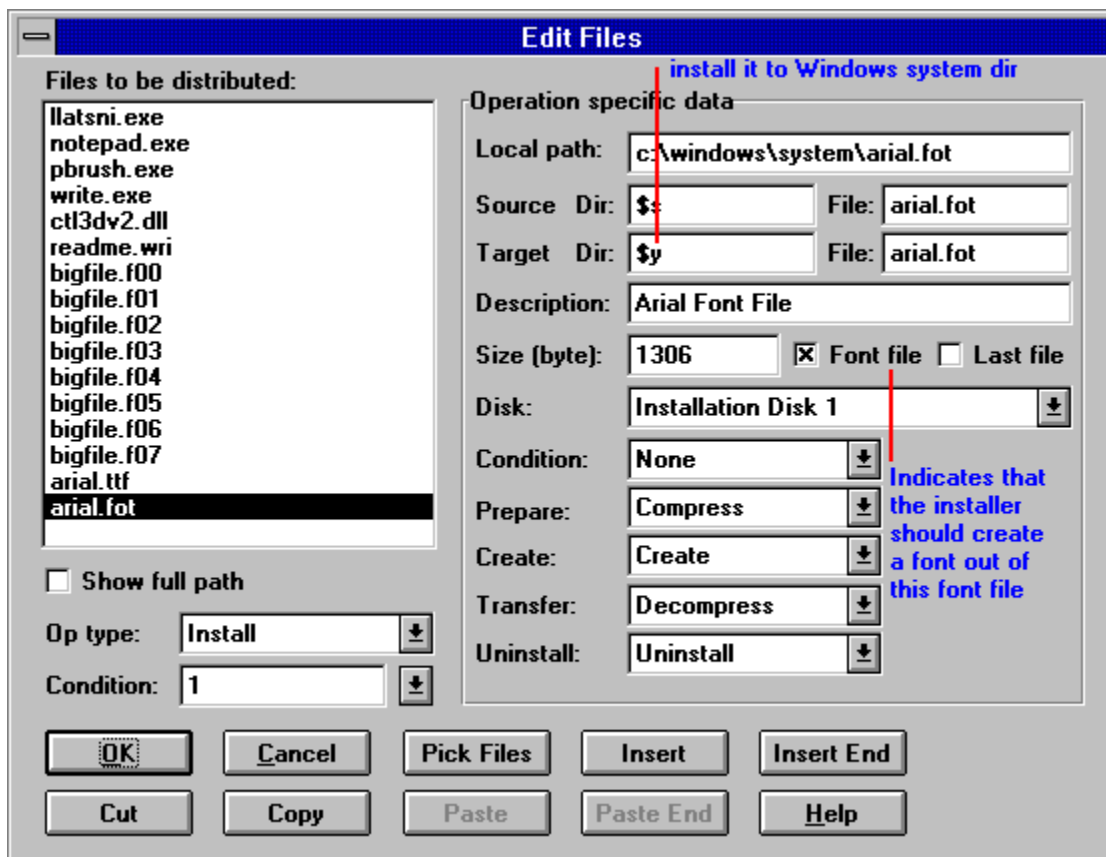 Edit Files
install it to Windows system dir
Files to be distributed:
llatsni.exe
notepad.exe
pbrush.exe
write.exe
ctl3dv2.dll
readme.wri
bigfile.f00
bigfile.f01
bigfile.f02
bigfile.f03
bigfile.f04
bigfile.f05
bigfile.f06
bigfile.f07
arial.ttf
arial.fot
Show full path
Op type: Install
Condition: 1
Operation specific data
Local path: c:\windows\system\arial.fot
Source Dir: $s File: arial.fot
Target Dir: $y File: arial.fot
Description: Arial Font File
Size (byte): 1306 Font file Last file
Disk: Installation Disk 1
Condition: None
Prepare: Compress
Create: Create
Transfer: Decompress
Uninstall: Uninstall
Indicates that
the installer
should create
a font out of
this font file
OK Cancel Pick Files Insert Insert End
Cut Copy Paste Paste End Help